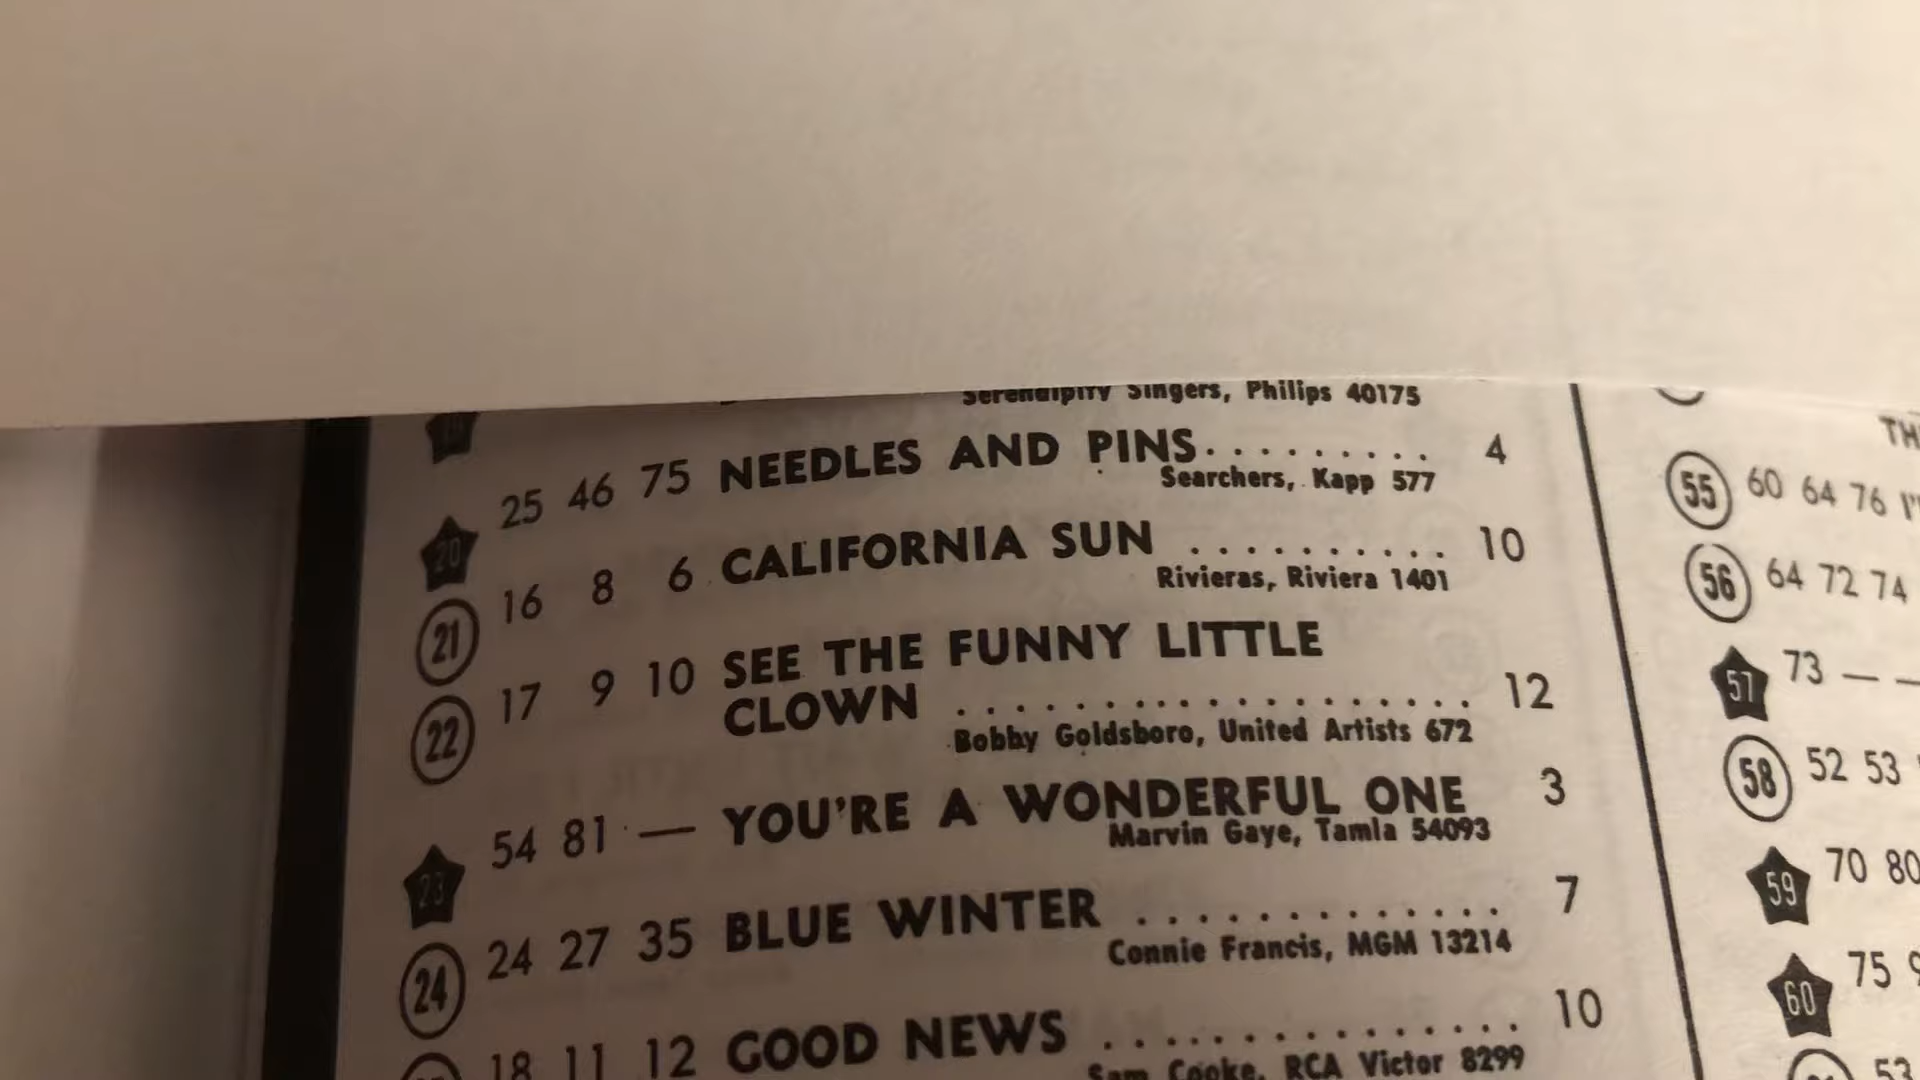 Serendipity Singers, Philips 40175
19
25 46 75 NEEDLES AND PINS......... 4
Searchers, Kapp 577
20
16 8 6 CALIFORNIA SUN .......... 10
Rivieras, Riviera 1401
21
17 9 10 SEE THE FUNNY LITTLE
CLOWN .................. 12
Bobby Goldsboro, United Artists 672
22
54 81 — YOU'RE A WONDERFUL ONE 3
Marvin Gaye, Tamla 54093
23
24 27 35 BLUE WINTER ............. 7
Connie Francis, MGM 13214
24
18 11 12 GOOD NEWS .............. 10
Sam Cooke, RCA Victor 8299
55 60 64 76
56 64 72 74
57 73 — —
58 52 53
59 70 80
60 75
53